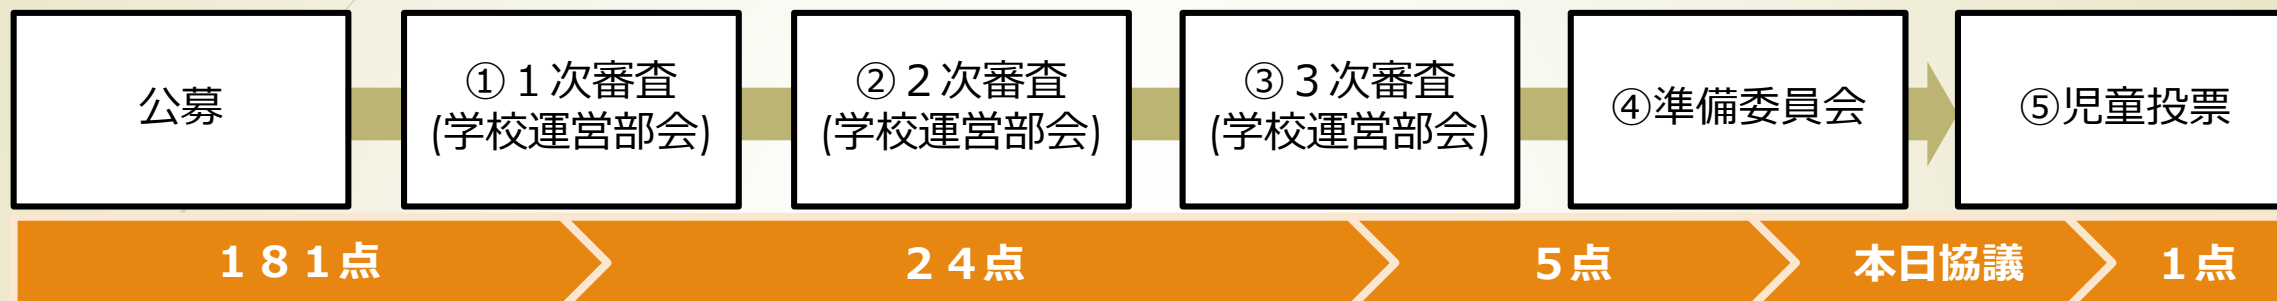 公募
①１次審査
(学校運営部会)
②２次審査
(学校運営部会)
③３次審査
(学校運営部会)
④準備委員会
⑤児童投票
１８１点
２４点
５点
本日協議
１点